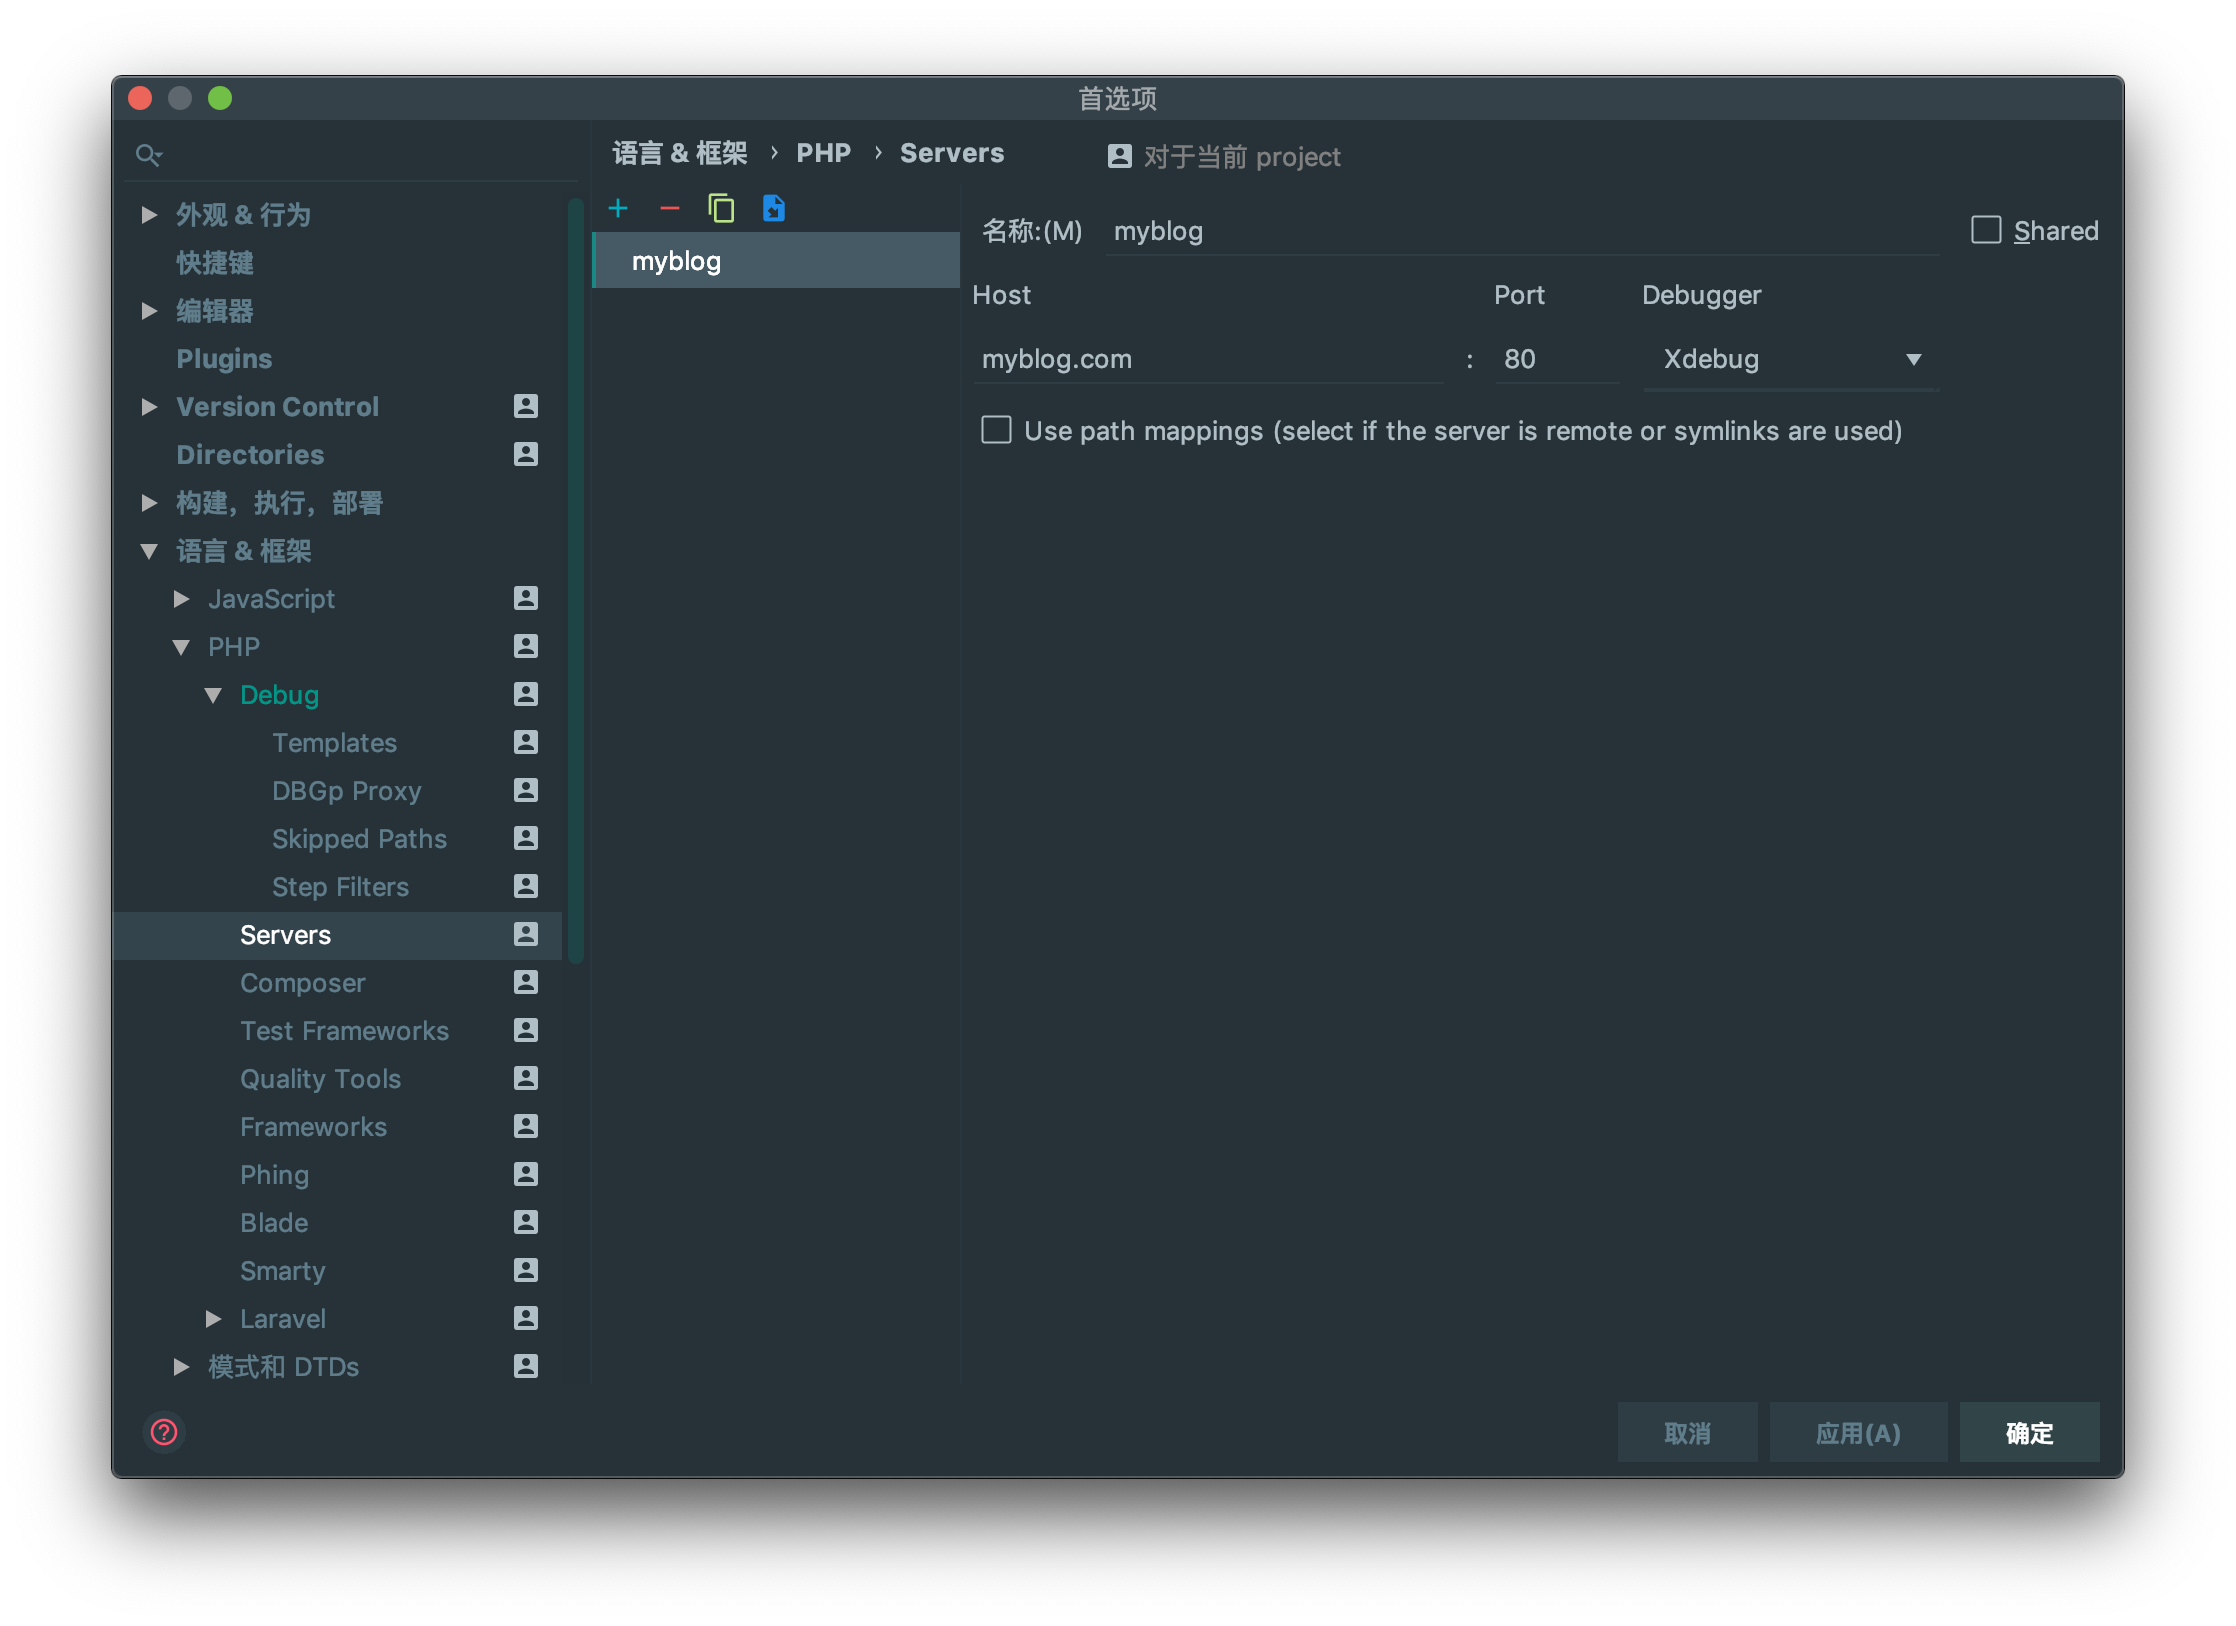 首选项
外观 & 行为
快捷键
编辑器
Plugins
Version Control
Directories
构建，执行，部署
语言 & 框架
JavaScript
PHP
Debug
Templates
DBGp Proxy
Skipped Paths
Step Filters
Servers
Composer
Test Frameworks
Quality Tools
Frameworks
Phing
Blade
Smarty
Laravel
模式和 DTDs
语言 & 框架 › PHP › Servers 对于当前 project
myblog
名称:(M) myblog Shared
Host Port Debugger
myblog.com : 80 Xdebug
Use path mappings (select if the server is remote or symlinks are used)
取消 应用(A) 确定